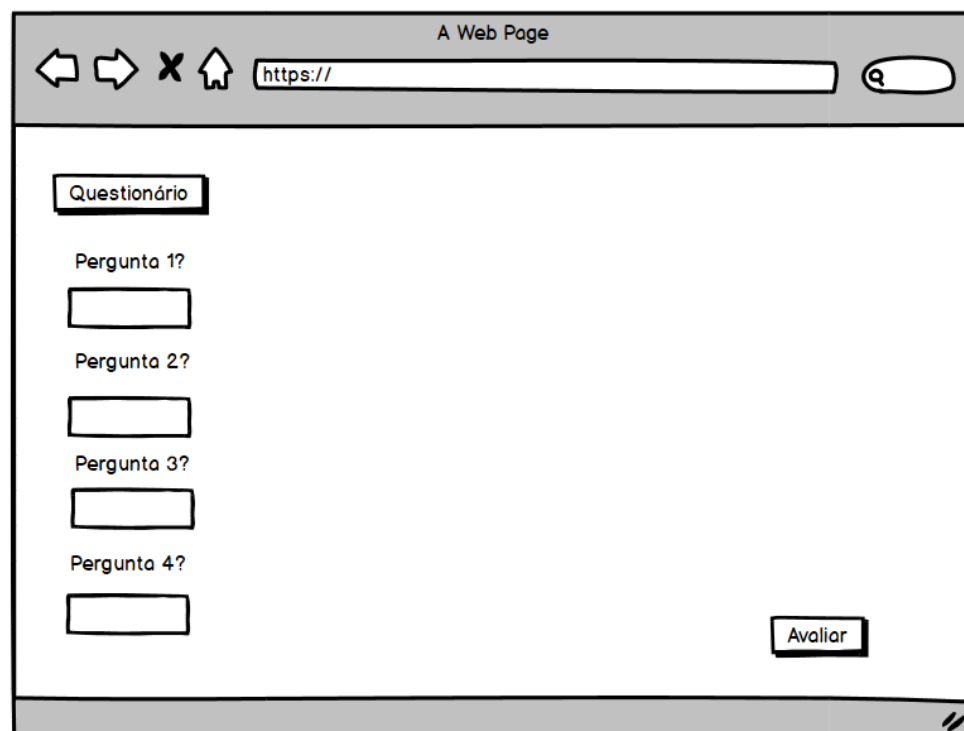 A Web Page
https://
Questionário
Pergunta 1?
Pergunta 2?
Pergunta 3?
Pergunta 4?
Avaliar